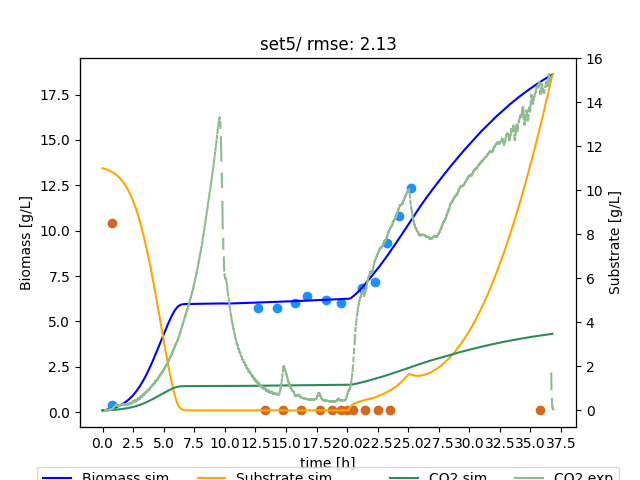 set5/ rmse: 2.13
17.5
15.0
12.5
10.0
7.5
5.0
2.5
0.0
Biomass [g/L]
16
14
12
10
8
6
4
2
0
Substrate [g/L]
0.0 2.5 5.0 7.5 10.0 12.5 15.0 17.5 20.0 22.5 25.0 27.5 30.0 32.5 35.0 37.5
time [h]
Biomass sim Substrate sim CO2 sim CO2 exp